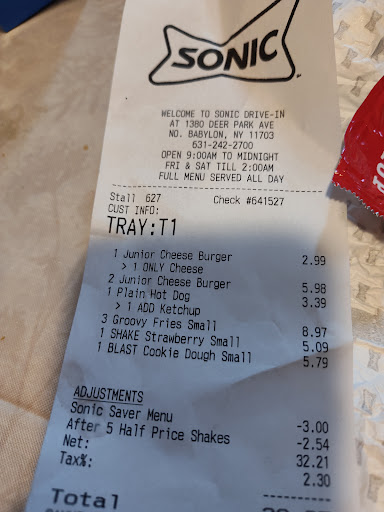 SONIC
WELCOME TO SONIC DRIVE-IN
AT 1380 DEER PARK AVE
NO. BABYLON, NY 11703
631-242-2700
OPEN 9:00AM TO MIDNIGHT
FRI & SAT TILL 2:00AM
FULL MENU SERVED ALL DAY
Stall 627 Check #641527
CUST INFO:
TRAY:T1
1 Junior Cheese Burger 2.99
> 1 ONLY Cheese
2 Junior Cheese Burger 5.98
1 Plain Hot Dog 3.39
> 1 ADD Ketchup
3 Groovy Fries Small 8.97
1 SHAKE Strawberry Small 5.09
1 BLAST Cookie Dough Small 5.79
ADJUSTMENTS
Sonic Saver Menu -3.00
After 5 Half Price Shakes -2.54
Net: 32.21
Tax%: 2.30
Total